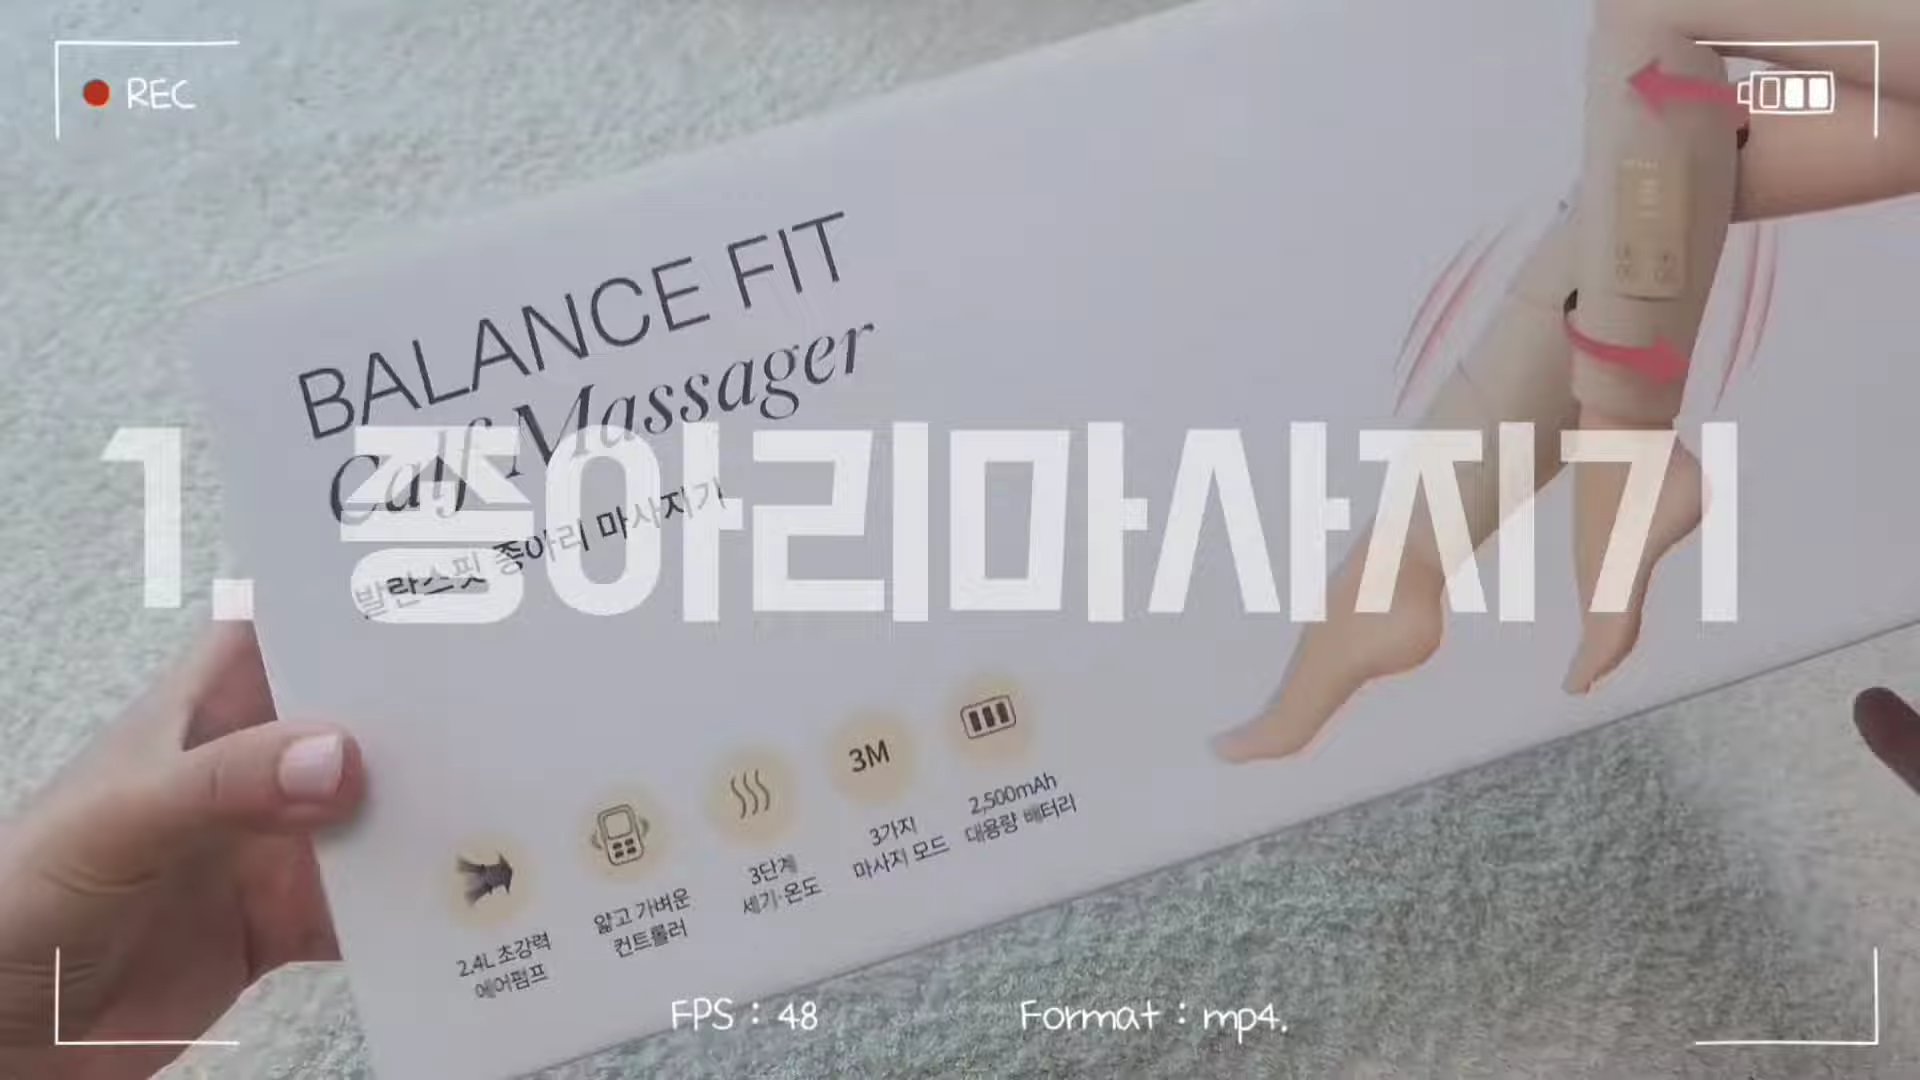 REC
BALANCE FIT
Calf Massager
발란스핏 종아리 마사지기
1. 종아리마사지기
2.4L 초강력
에어펌프
얇고 가벼운
컨트롤러
3단계
세기·온도
3M
3가지
마사지 모드
2,500mAh
대용량 배터리
FPS : 48
Format : mp4.